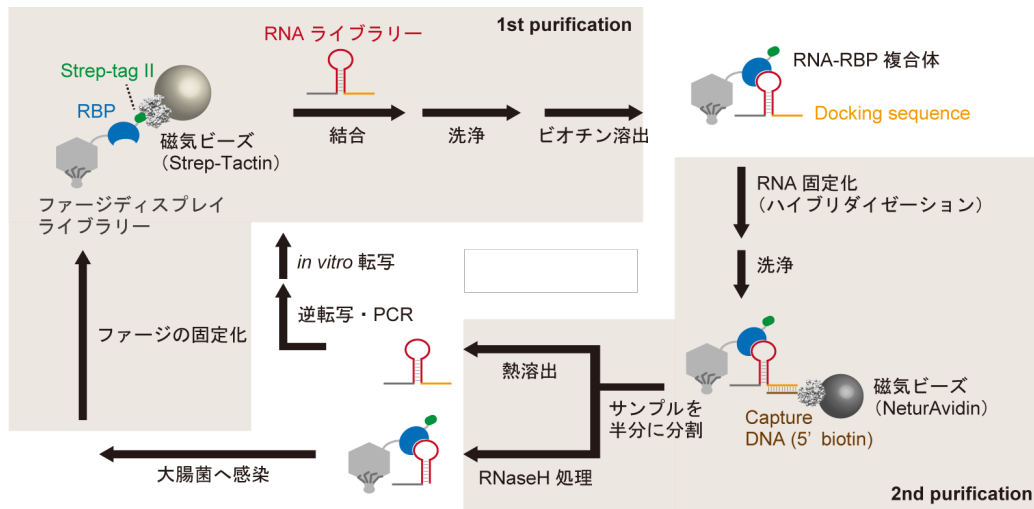 1st purification
RNA ライブラリー
Strep-tag II
RBP
磁気ビーズ
（Strep-Tactin）
ファージディスプレイ
ライブラリー
結合
洗浄
ビオチン溶出
RNA-RBP 複合体
Docking sequence
RNA 固定化
（ハイブリダイゼーション）
洗浄
磁気ビーズ
（NeturAvidin）
Capture
DNA (5' biotin)
2nd purification
サンプルを
半分に分割
熱溶出
RNaseH 処理
逆転写・PCR
in vitro 転写
大腸菌へ感染
ファージの固定化